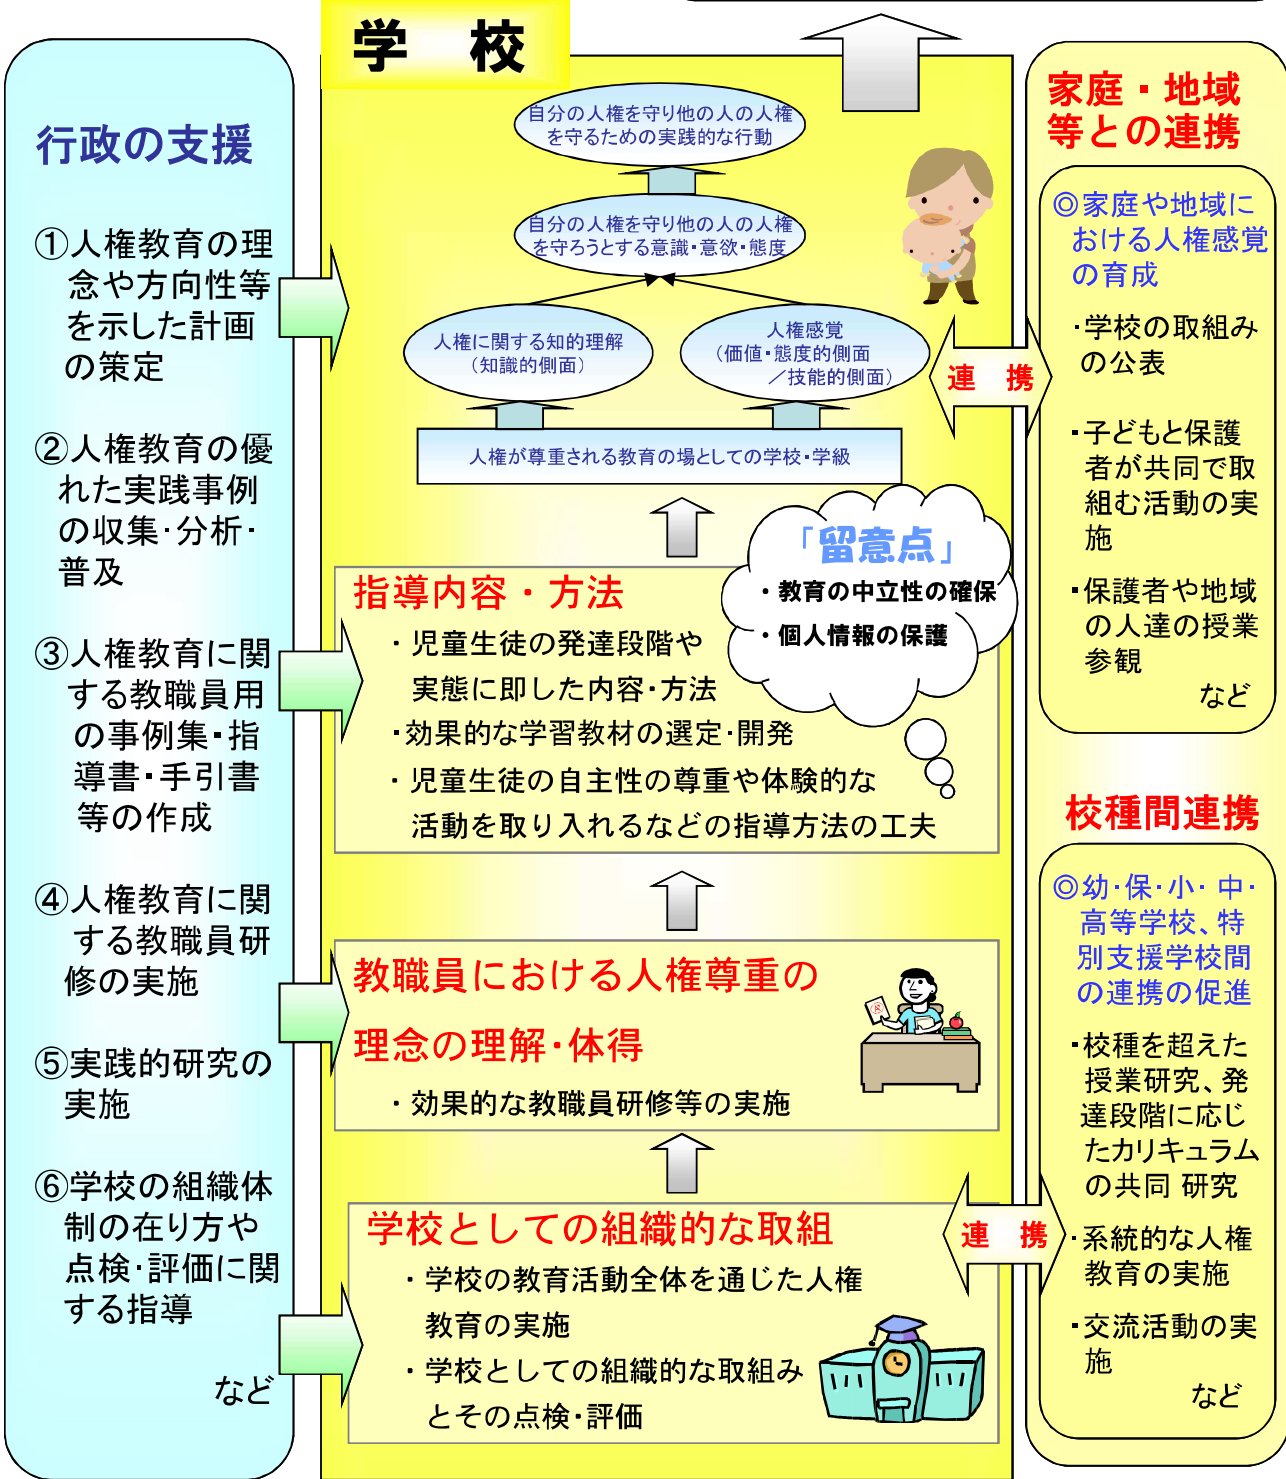 学　校
行政の支援
①人権教育の理
念や方向性等
を示した計画
の策定
②人権教育の優
れた実践事例
の収集・分析・
普及
③人権教育に関
する教職員用
の事例集・指
導書・手引書
等の作成
④人権教育に関
する教職員研
修の実施
⑤実践的研究の
実施
⑥学校の組織体
制の在り方や
点検・評価に関
する指導
など
自分の人権を守り他の人の人権
を守るための実践的な行動
自分の人権を守り他の人の人権
を守ろうとする意識・意欲・態度
人権に関する知的理解
（知識的側面）
人権感覚
（価値・態度的側面
／技能的側面）
人権が尊重される教育の場としての学校・学級
「留意点」
・教育の中立性の確保
・個人情報の保護
指導内容・方法
・児童生徒の発達段階や
実態に即した内容・方法
・効果的な学習教材の選定・開発
・児童生徒の自主性の尊重や体験的な
活動を取り入れるなどの指導方法の工夫
教職員における人権尊重の
理念の理解・体得
・効果的な教職員研修等の実施
学校としての組織的な取組
・学校の教育活動全体を通じた人権
教育の実施
・学校としての組織的な取組み
とその点検・評価
連　携
連　携
家庭・地域
等との連携
◎家庭や地域に
おける人権感覚
の育成
・学校の取組み
の公表
・子どもと保護
者が共同で取
組む活動の実
施
・保護者や地域
の人達の授業
参観
など
校種間連携
◎幼・保・小・中・
高等学校、特
別支援学校間
の連携の促進
・校種を超えた
授業研究、発
達段階に応じ
たカリキュラム
の共同 研究
・系統的な人権
教育の実施
・交流活動の実
施
など